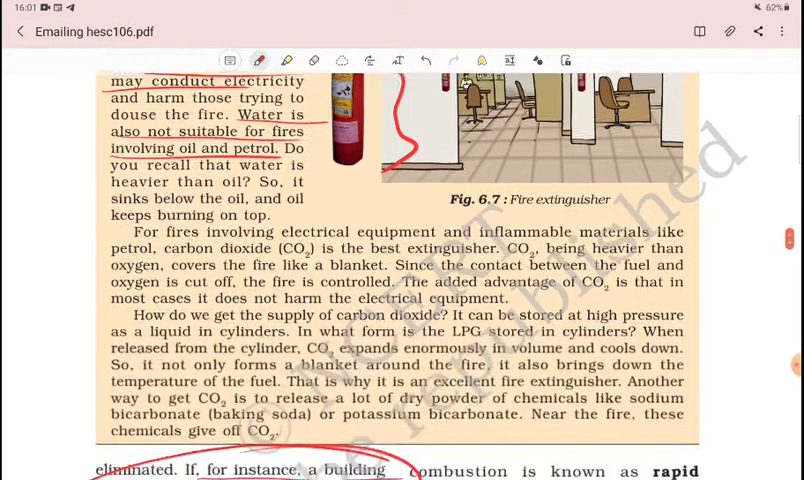 16:01
62%
Emailing hesc106.pdf
may conduct electricity
and harm those trying to
douse the fire. Water is
also not suitable for fires
involving oil and petrol. Do
you recall that water is
heavier than oil? So, it
sinks below the oil, and oil
keeps burning on top.
Fig. 6.7 : Fire extinguisher
For fires involving electrical equipment and inflammable materials like
petrol, carbon dioxide (CO₂) is the best extinguisher. CO₂, being heavier than
oxygen, covers the fire like a blanket. Since the contact between the fuel and
oxygen is cut off, the fire is controlled. The added advantage of CO₂ is that in
most cases it does not harm the electrical equipment.
How do we get the supply of carbon dioxide? It can be stored at high pressure
as a liquid in cylinders. In what form is the LPG stored in cylinders? When
released from the cylinder, CO₂ expands enormously in volume and cools down.
So, it not only forms a blanket around the fire, it also brings down the
temperature of the fuel. That is why it is an excellent fire extinguisher. Another
way to get CO₂ is to release a lot of dry powder of chemicals like sodium
bicarbonate (baking soda) or potassium bicarbonate. Near the fire, these
chemicals give off CO₂.
eliminated. If, for instance, a building
combustion is known as rapid
© NCERT
be republished